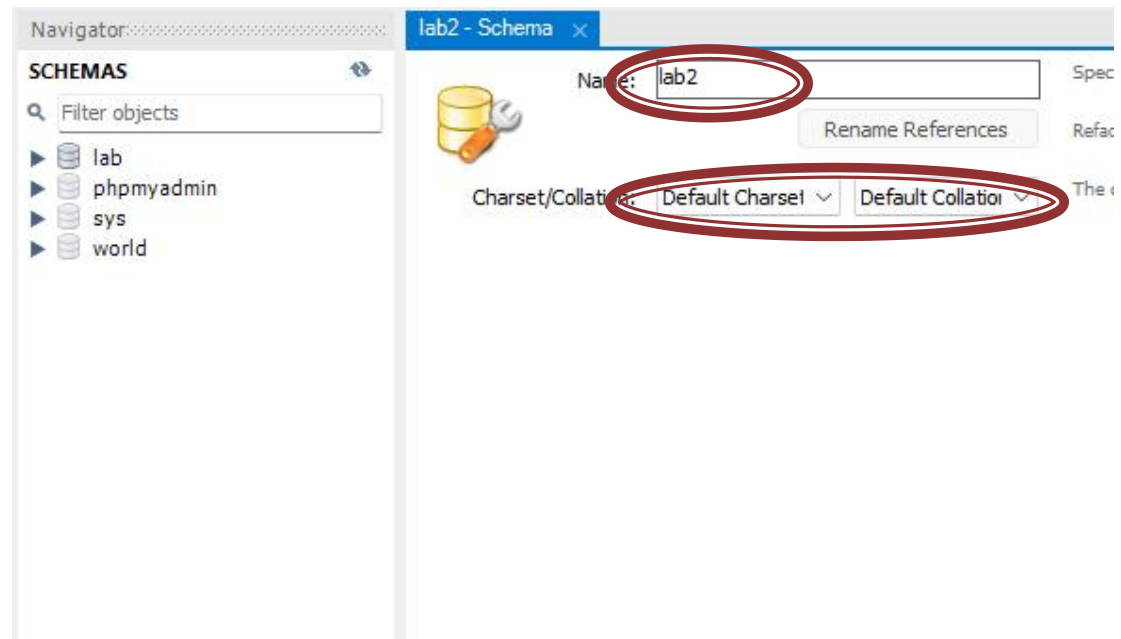 Navigator
SCHEMAS
Filter objects
lab
phpmyadmin
sys
world
lab2 - Schema
Name: lab2
Spec
Rename References
Refac
Charset/Collation: Default Charset Default Collation
The